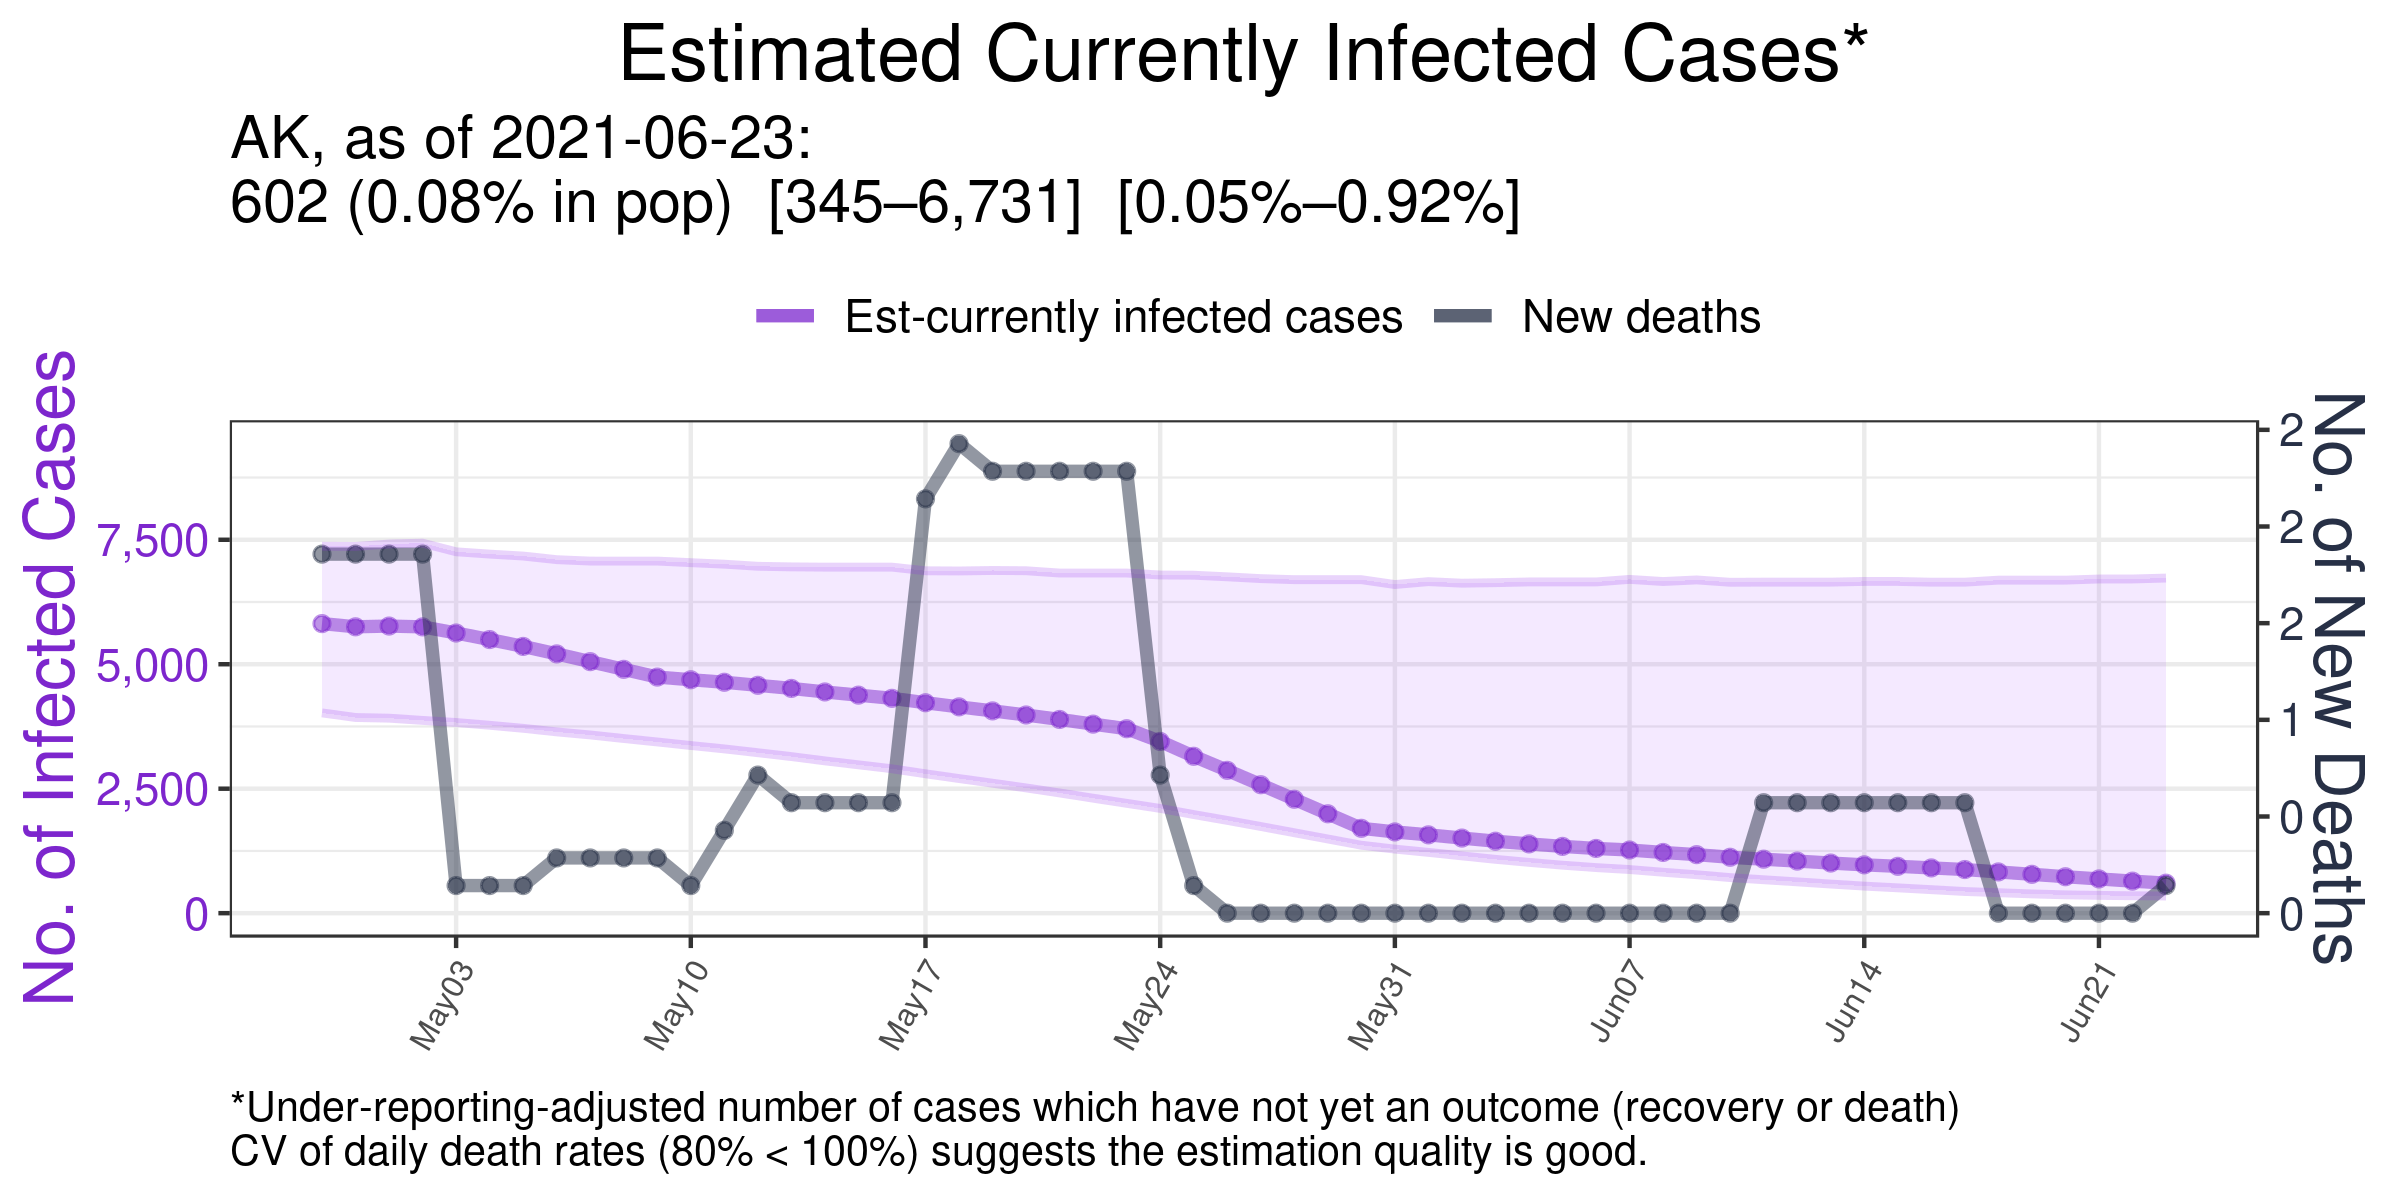 Estimated Currently Infected Cases*
AK, as of 2021-06-23:
602 (0.08% in pop)  [345–6,731]  [0.05%–0.92%]
Est-currently infected cases
New deaths
No. of Infected Cases
7,500
5,000
2,500
0
2
2
2
1
0
0
No. of New Deaths
May03
May10
May17
May24
May31
Jun07
Jun14
Jun21
*Under-reporting-adjusted number of cases which have not yet an outcome (recovery or death)
CV of daily death rates (80% < 100%) suggests the estimation quality is good.